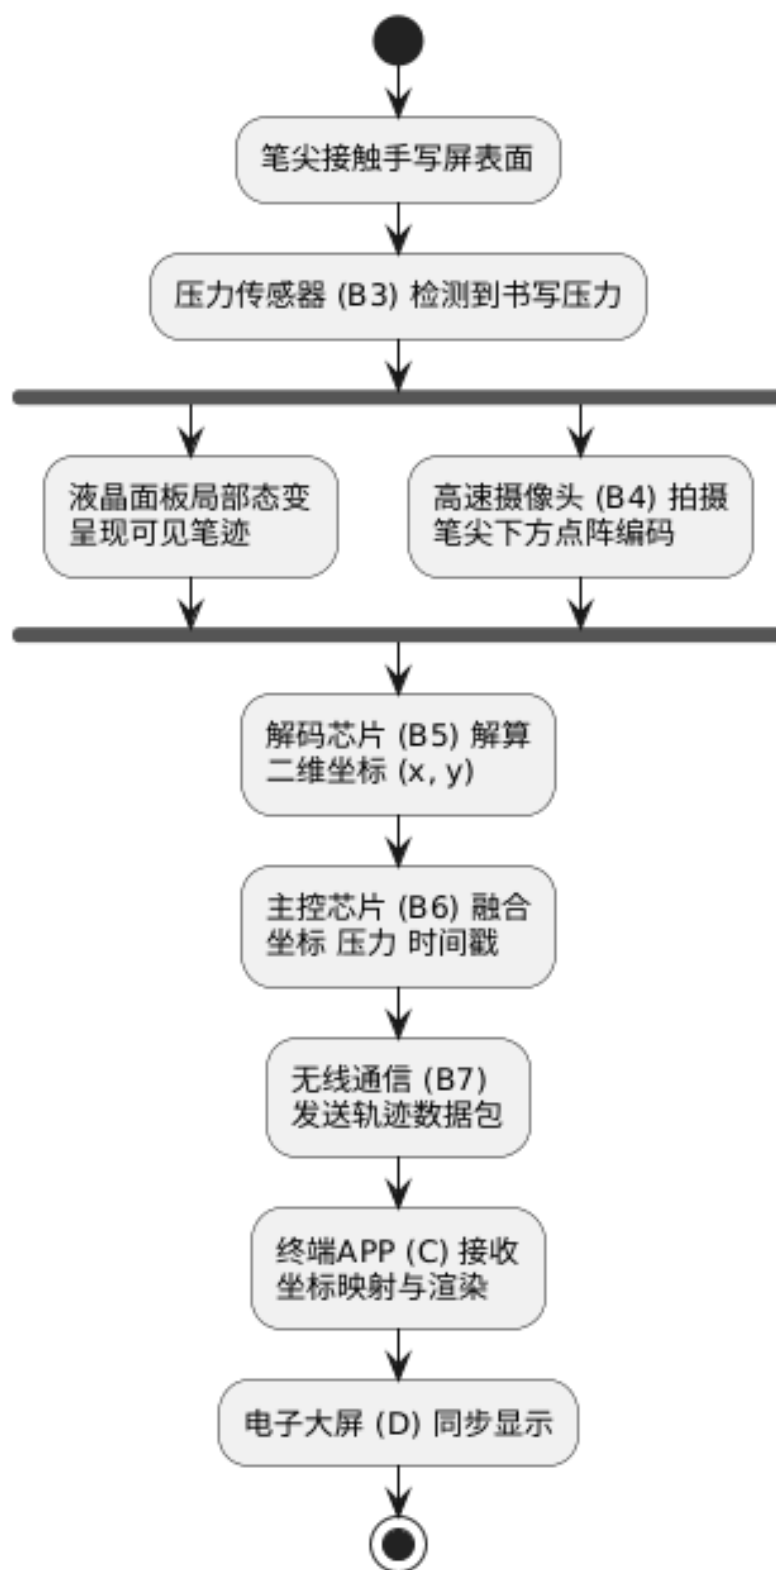 笔尖接触手写屏表面
压力传感器 (B3) 检测到书写压力
液晶面板局部态变
呈现可见笔迹
高速摄像头 (B4) 拍摄
笔尖下方点阵编码
解码芯片 (B5) 解算
二维坐标 (x, y)
主控芯片 (B6) 融合
坐标 压力 时间戳
无线通信 (B7)
发送轨迹数据包
终端APP (C) 接收
坐标映射与渲染
电子大屏 (D) 同步显示